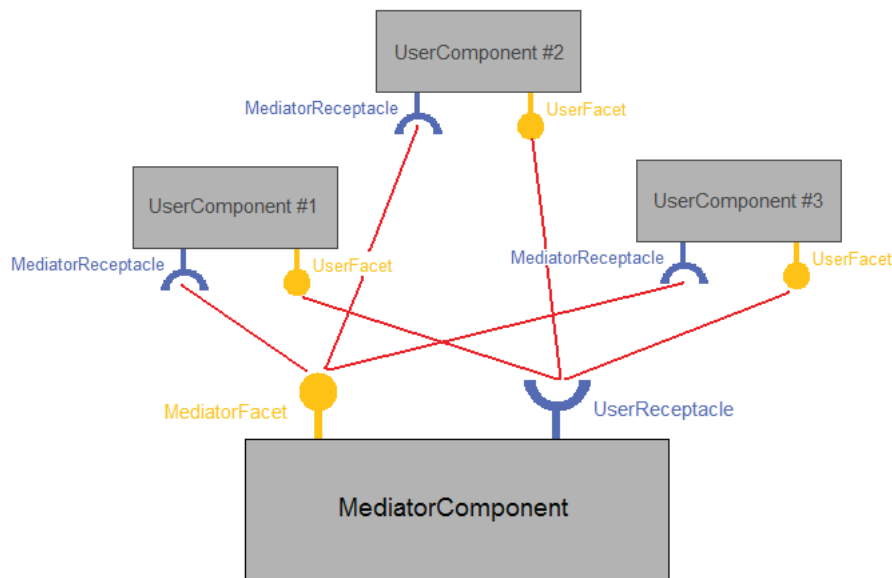 UserComponent #2
MediatorReceptacle
UserFacet
UserComponent #1
MediatorReceptacle
UserFacet
UserComponent #3
MediatorReceptacle
UserFacet
MediatorFacet
UserReceptacle
MediatorComponent